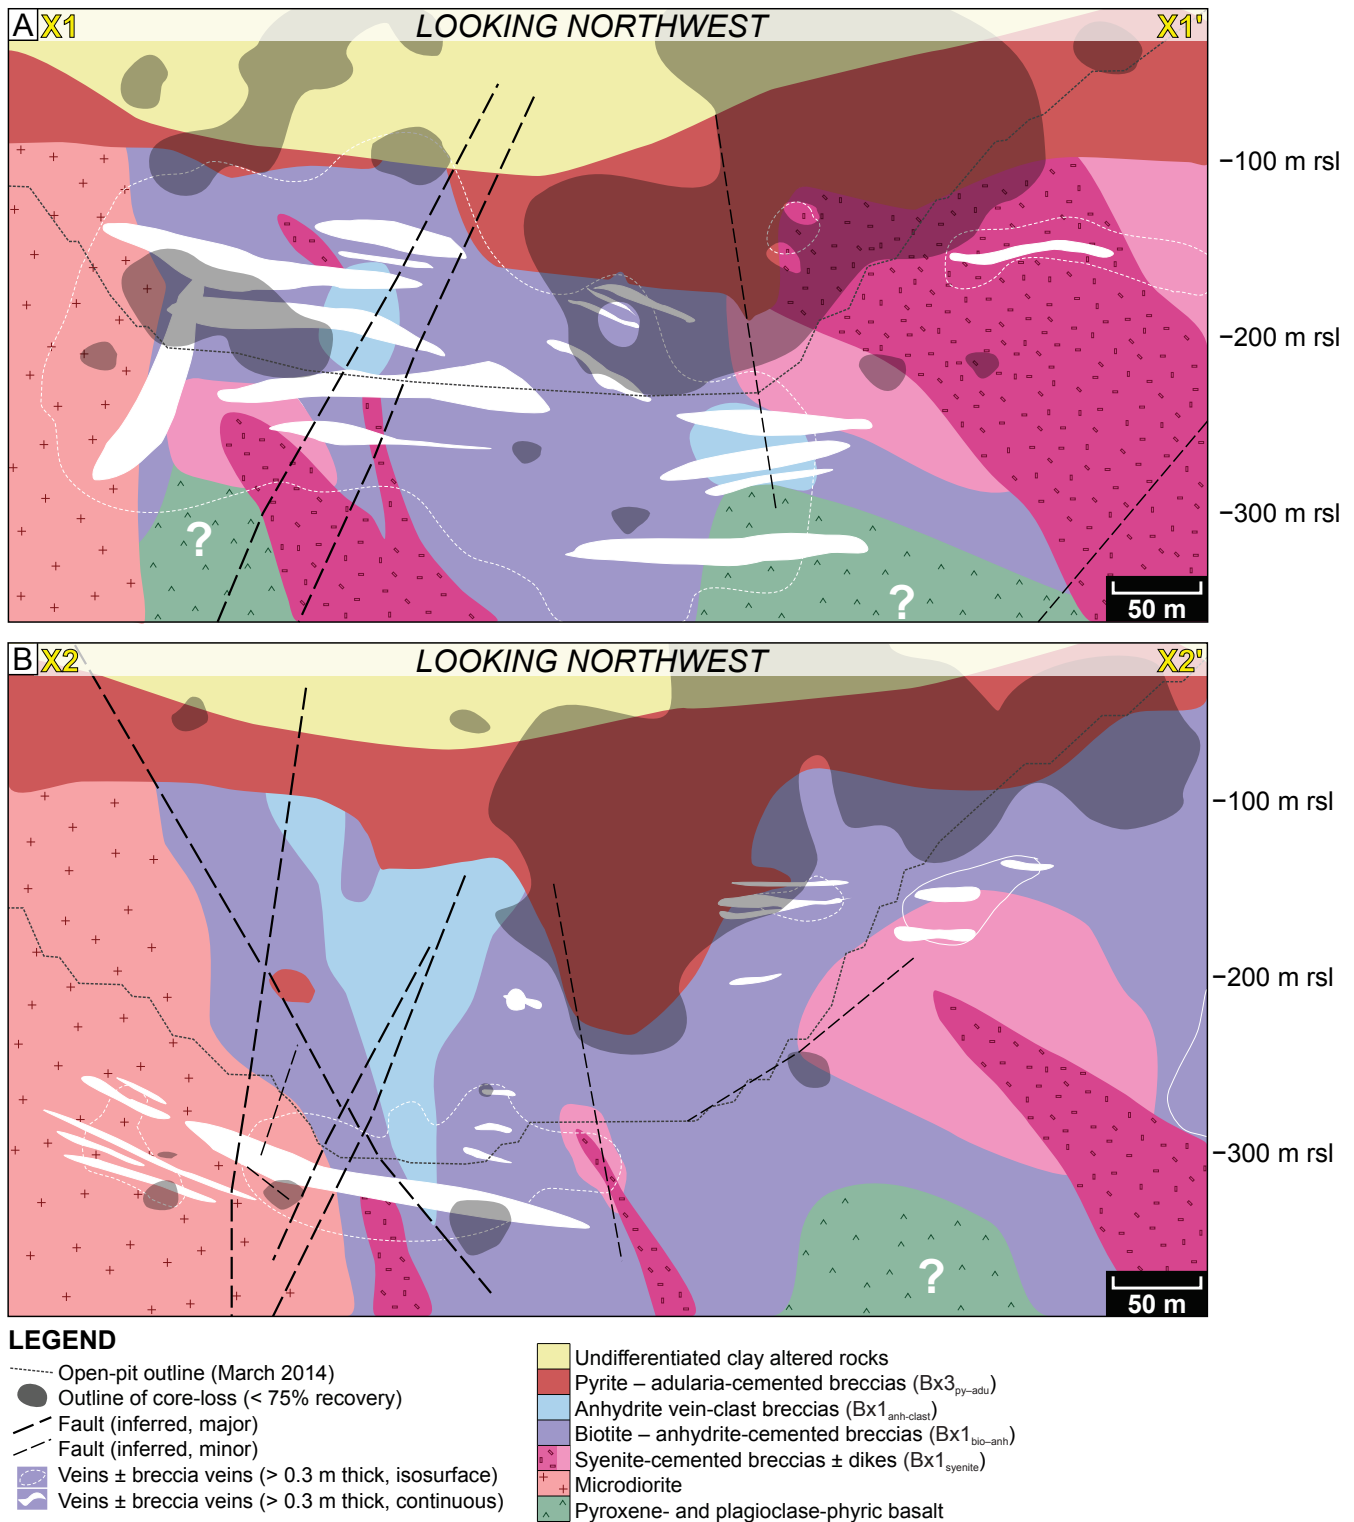 A X1 LOOKING NORTHWEST X1'
−100 m rsl
−200 m rsl
−300 m rsl
?
?
50 m
B X2 LOOKING NORTHWEST X2'
−100 m rsl
−200 m rsl
−300 m rsl
?
50 m
LEGEND
Open-pit outline (March 2014)
Outline of core-loss (< 75% recovery)
Fault (inferred, major)
Fault (inferred, minor)
Veins ± breccia veins (> 0.3 m thick, isosurface)
Veins ± breccia veins (> 0.3 m thick, continuous)
Undifferentiated clay altered rocks
Pyrite – adularia-cemented breccias (Bx3py–adu)
Anhydrite vein-clast breccias (Bx1anh-clast)
Biotite – anhydrite-cemented breccias (Bx1bio–anh)
Syenite-cemented breccias ± dikes (Bx1syenite)
Microdiorite
Pyroxene- and plagioclase-phyric basalt